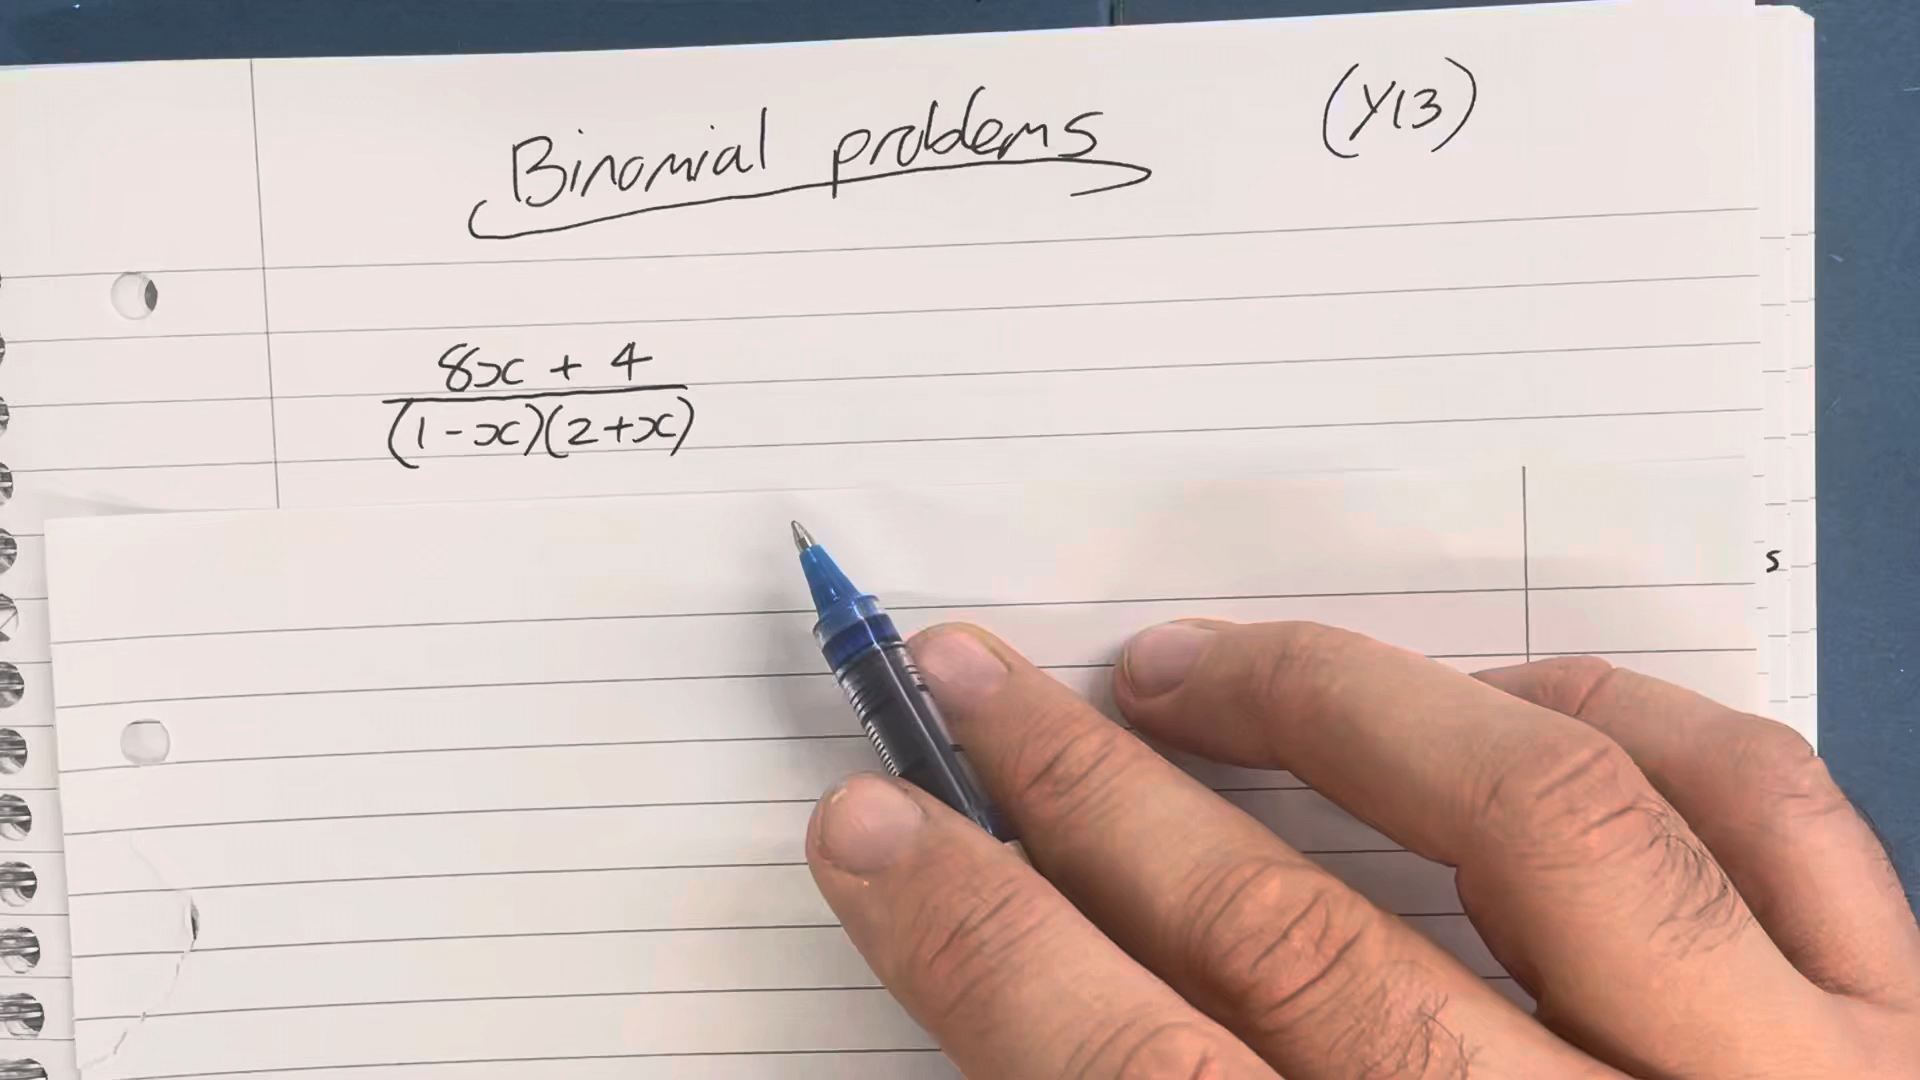 Binomial problems (Y13)
8x + 4
(1-x)(2+x)
s